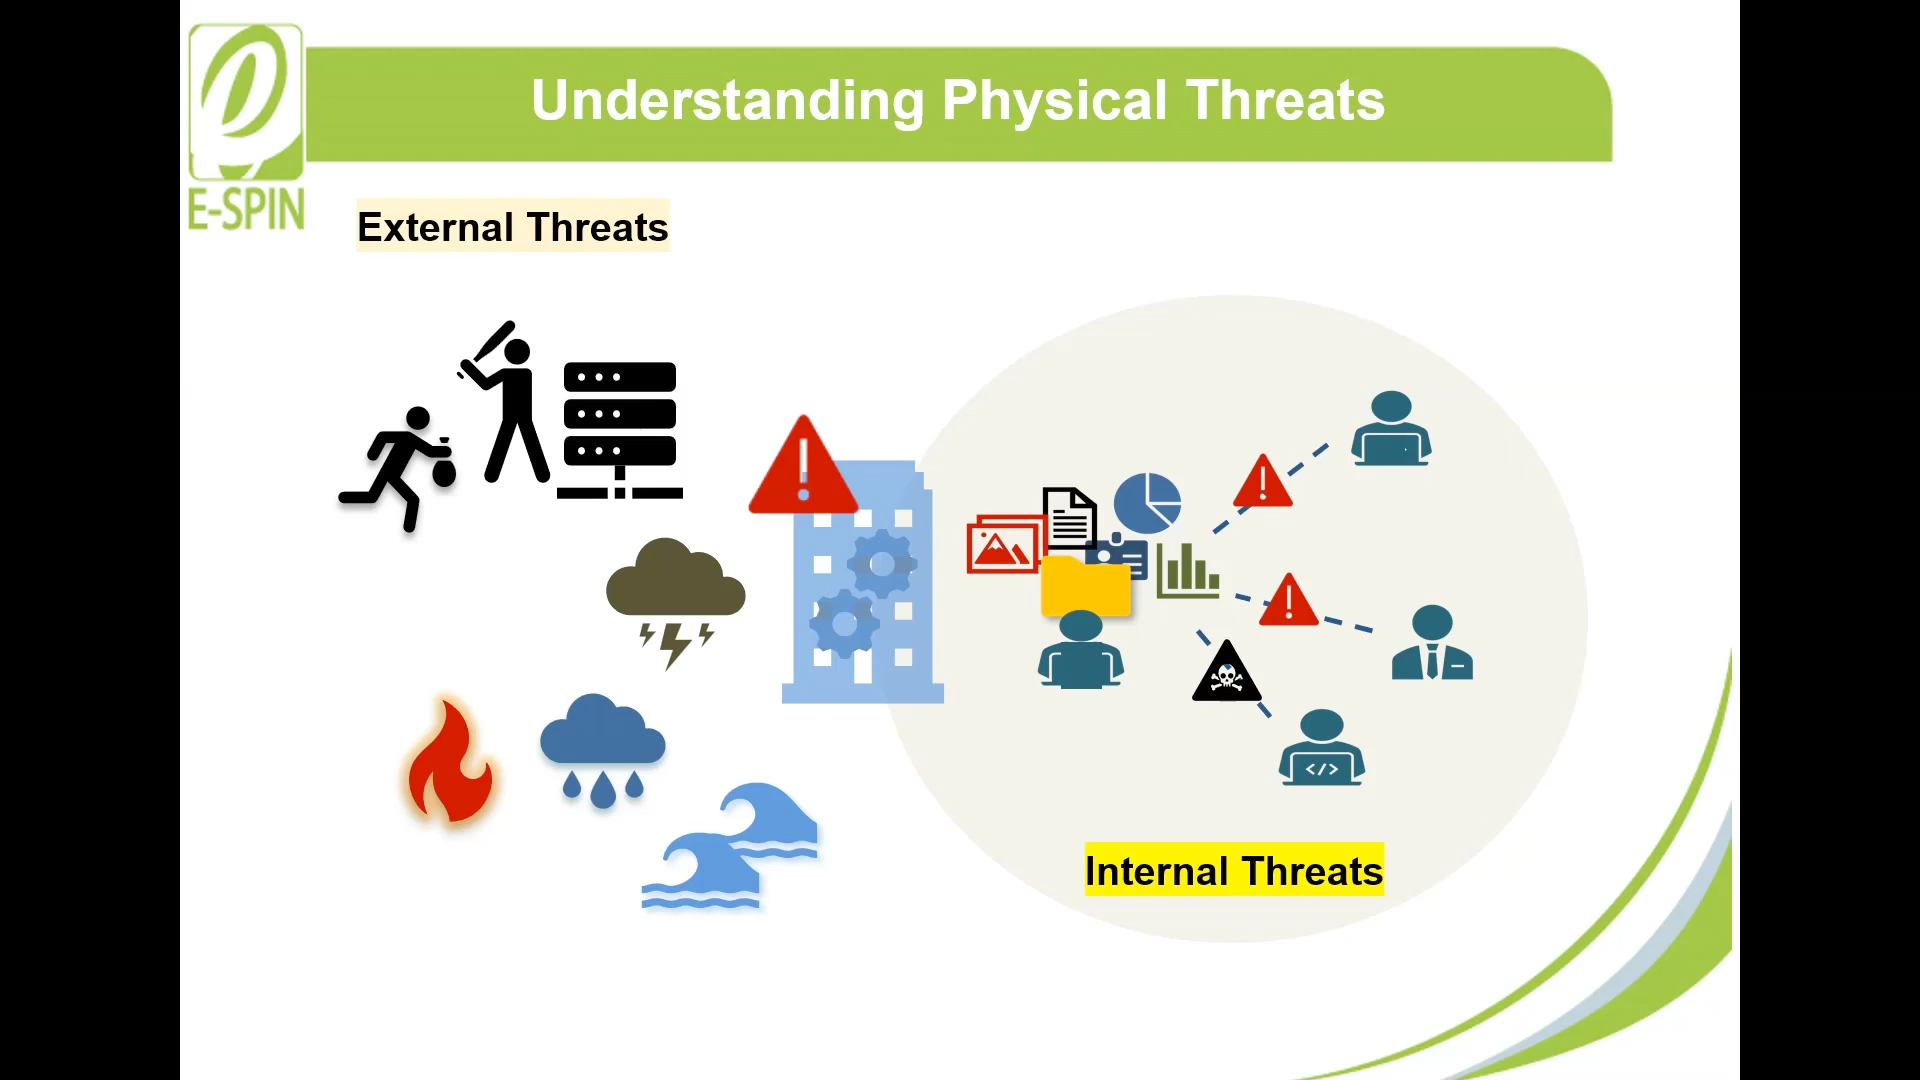 Understanding Physical Threats
E-SPIN
External Threats
</>
Internal Threats